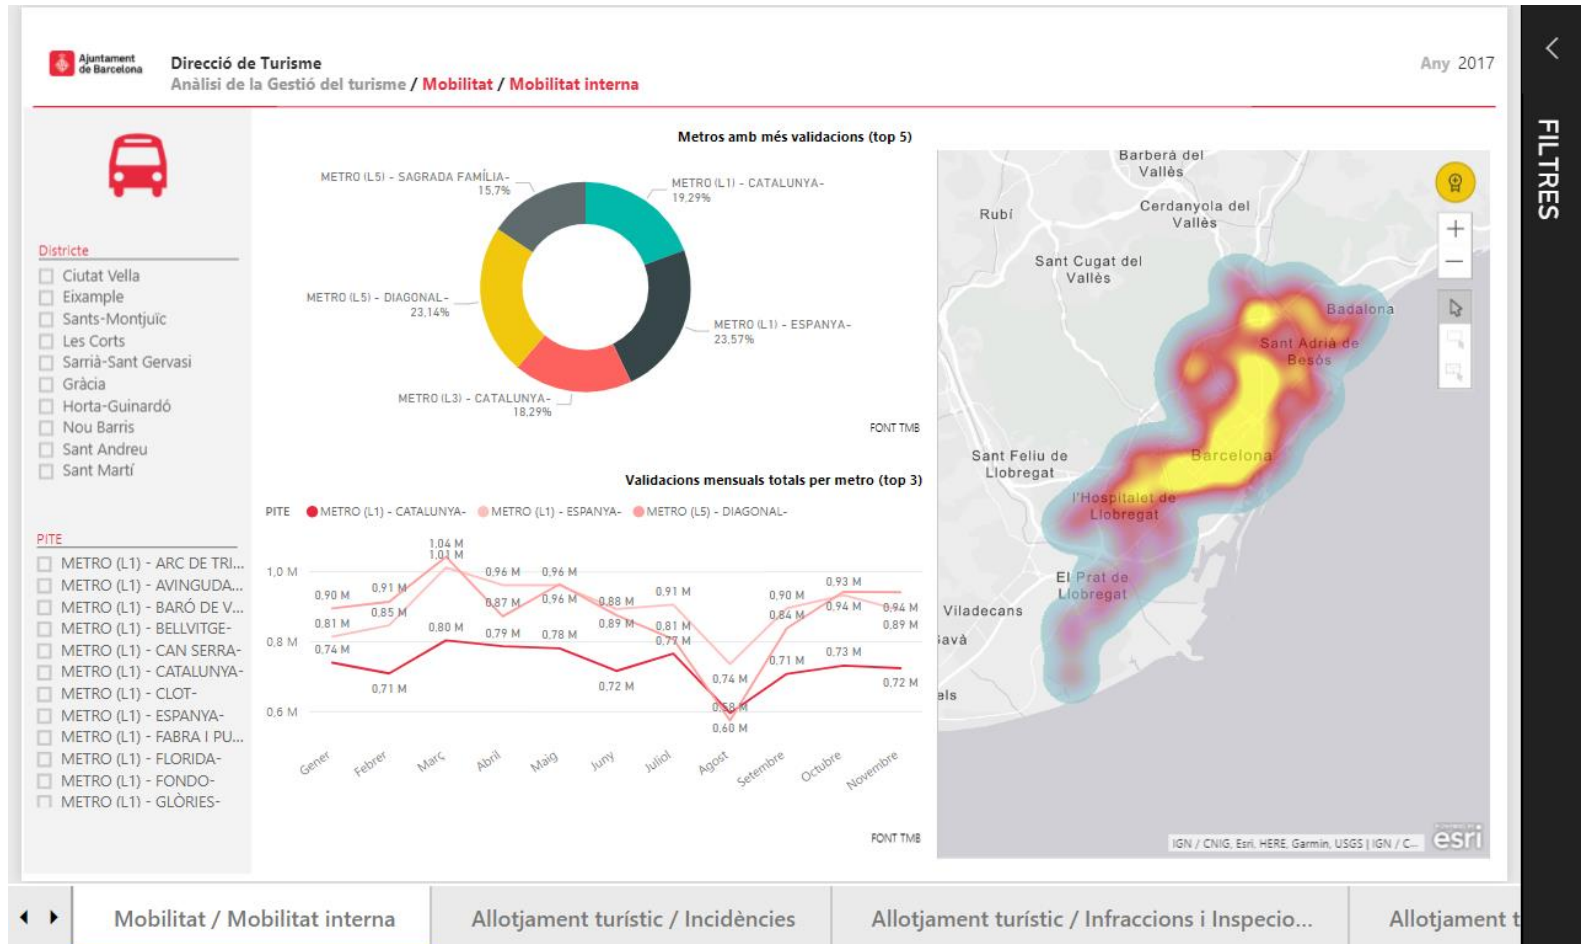 Ajuntament
de Barcelona
Direcció de Turisme
Anàlisi de la Gestió del turisme / Mobilitat / Mobilitat interna
Any 2017
FILTRES
Districte
Ciutat Vella
Eixample
Sants-Montjuïc
Les Corts
Sarrià-Sant Gervasi
Gràcia
Horta-Guinardó
Nou Barris
Sant Andreu
Sant Martí
PITE
METRO (L1) - ARC DE TRI...
METRO (L1) - AVINGUDA...
METRO (L1) - BARÓ DE V...
METRO (L1) - BELLVITGE-
METRO (L1) - CAN SERRA-
METRO (L1) - CATALUNYA-
METRO (L1) - CLOT-
METRO (L1) - ESPANYA-
METRO (L1) - FABRA I PU...
METRO (L1) - FLORIDA-
METRO (L1) - FONDO-
METRO (L1) - GLÒRIES-
Metros amb més validacions (top 5)
METRO (L5) - SAGRADA FAMÍLIA-
15,7%
METRO (L1) - CATALUNYA-
19,29%
METRO (L5) - DIAGONAL-
23,14%
METRO (L1) - ESPANYA-
23,57%
METRO (L3) - CATALUNYA-
18,29%
FONT TMB
Validacions mensuals totals per metro (top 3)
PITE METRO (L1) - CATALUNYA- METRO (L1) - ESPANYA- METRO (L5) - DIAGONAL-
1,0 M
0,8 M
0,6 M
0,90 M
0,81 M
0,74 M
0,91 M
0,85 M
0,71 M
1,04 M
1,01 M
0,80 M
0,96 M
0,87 M
0,79 M
0,96 M
0,96 M
0,78 M
0,88 M
0,89 M
0,72 M
0,91 M
0,81 M
0,77 M
0,74 M
0,58 M
0,60 M
0,90 M
0,84 M
0,71 M
0,93 M
0,94 M
0,73 M
0,94 M
0,89 M
0,72 M
Gener
Febrer
Març
Abril
Maig
Juny
Juliol
Agost
Setembre
Octubre
Novembre
FONT TMB
Barberà del
Vallès
Rubí
Cerdanyola del
Vallès
Sant Cugat del
Vallès
Badalona
Sant Adrià de
Besòs
Sant Feliu de
Llobregat
Barcelona
l'Hospitalet de
Llobregat
El Prat de
Llobregat
Viladecans
avà
els
IGN / CNIG, Esri, HERE, Garmin, USGS | IGN / C...
esri
Mobilitat / Mobilitat interna
Allotjament turístic / Incidències
Allotjament turístic / Infraccions i Inspecio...
Allotjament t